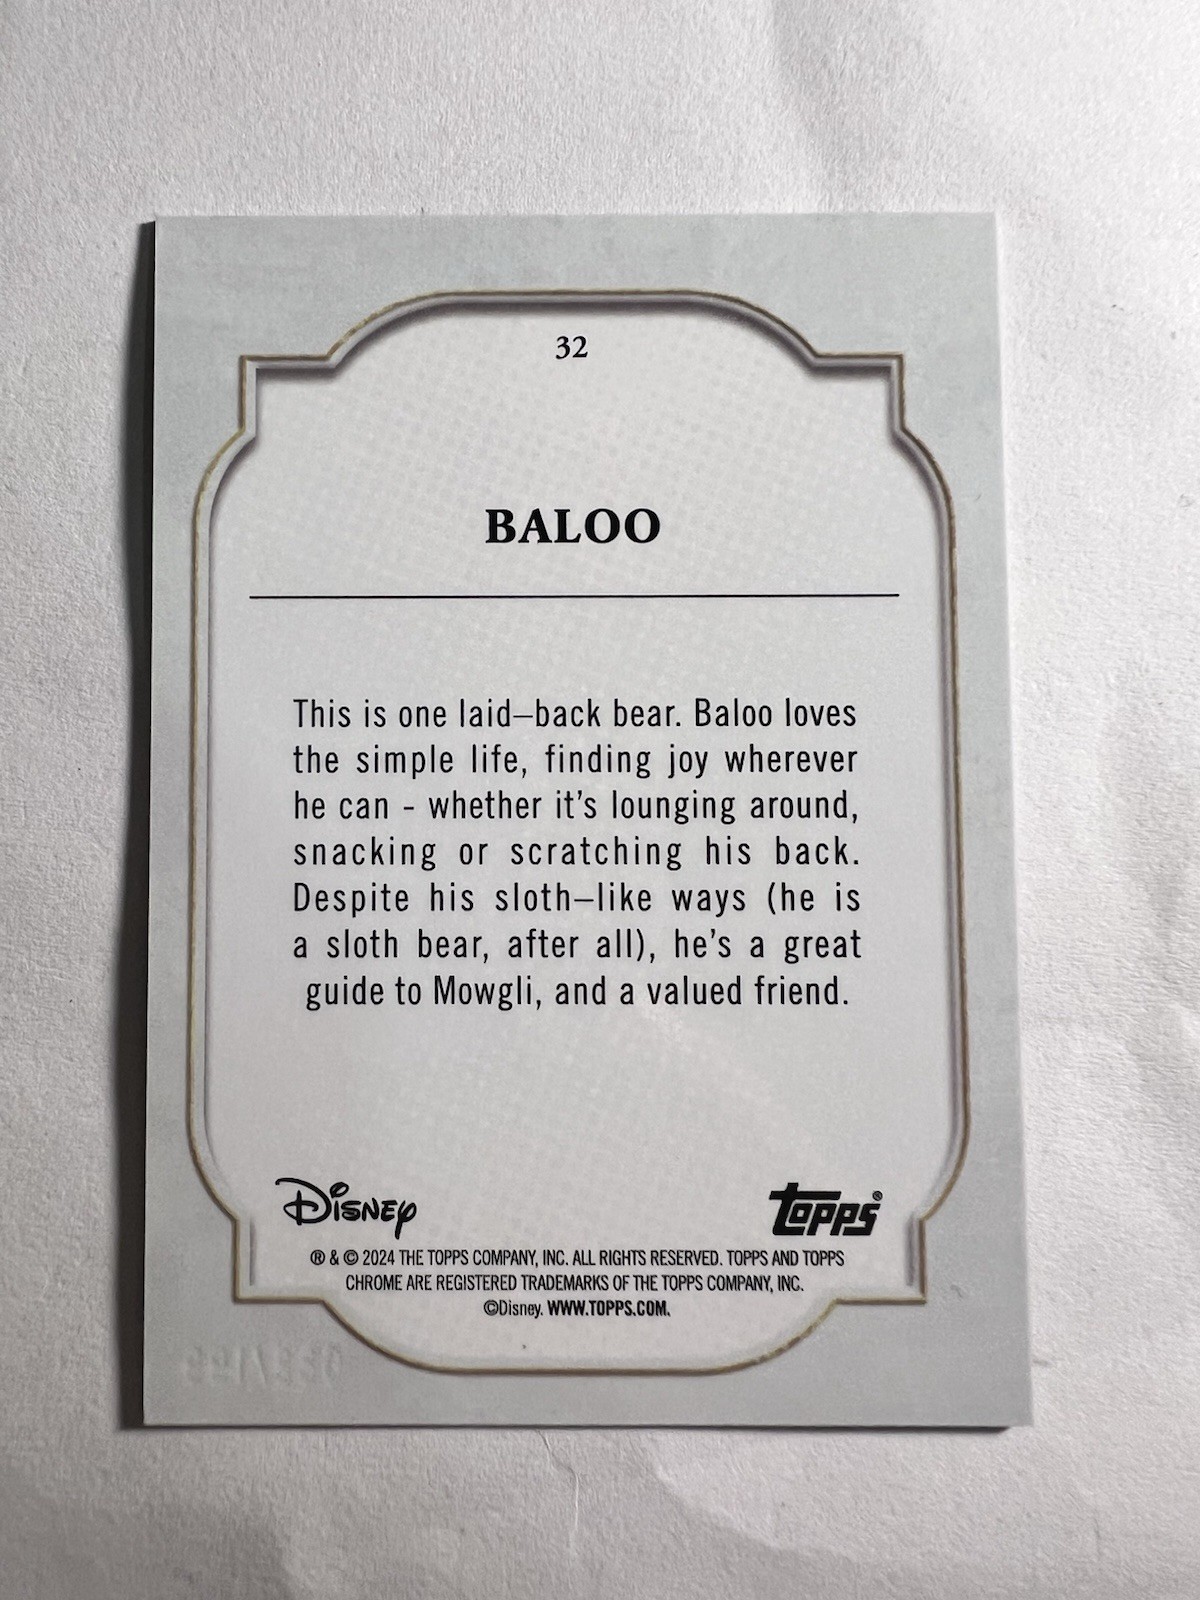 32
BALOO
This is one laid–back bear. Baloo loves
the simple life, finding joy wherever
he can - whether it's lounging around,
snacking or scratching his back.
Despite his sloth–like ways (he is
a sloth bear, after all), he's a great
guide to Mowgli, and a valued friend.
Disney
topps®
® & © 2024 THE TOPPS COMPANY, INC. ALL RIGHTS RESERVED. TOPPS AND TOPPS
CHROME ARE REGISTERED TRADEMARKS OF THE TOPPS COMPANY, INC.
©Disney. WWW.TOPPS.COM.